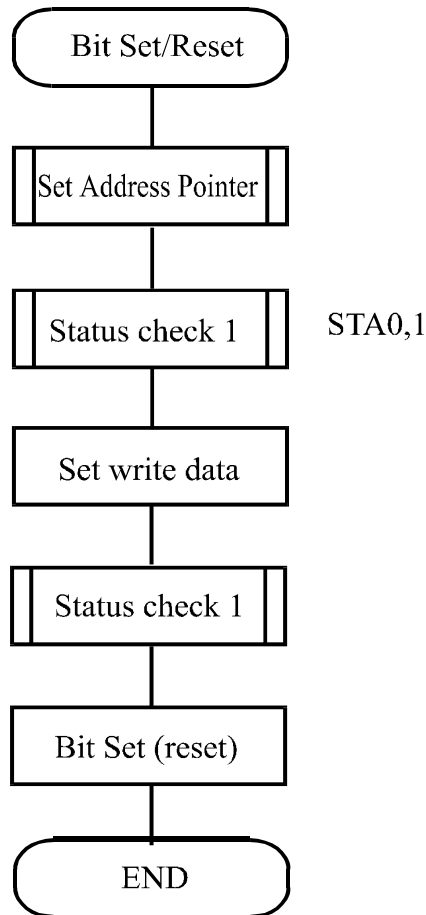 Bit Set/Reset
Set Address Pointer
Status check 1
STA0,1
Set write data
Status check 1
Bit Set (reset)
END